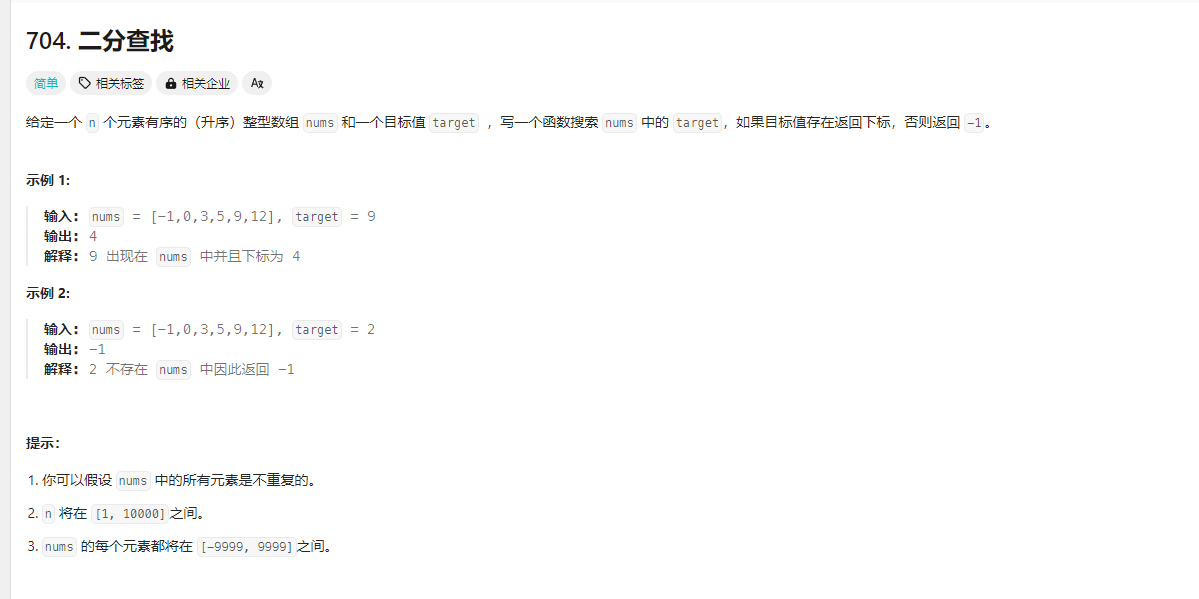 704. 二分查找
简单 相关标签 相关企业 Aх
给定一个 n 个元素有序的（升序）整型数组 nums 和一个目标值 target ，写一个函数搜索 nums 中的 target，如果目标值存在返回下标，否则返回 -1。
示例 1:
输入: nums = [-1,0,3,5,9,12], target = 9
输出: 4
解释: 9 出现在 nums 中并且下标为 4
示例 2:
输入: nums = [-1,0,3,5,9,12], target = 2
输出: -1
解释: 2 不存在 nums 中因此返回 -1
提示：
1. 你可以假设 nums 中的所有元素是不重复的。
2. n 将在 [1, 10000]之间。
3. nums 的每个元素都将在 [-9999, 9999]之间。